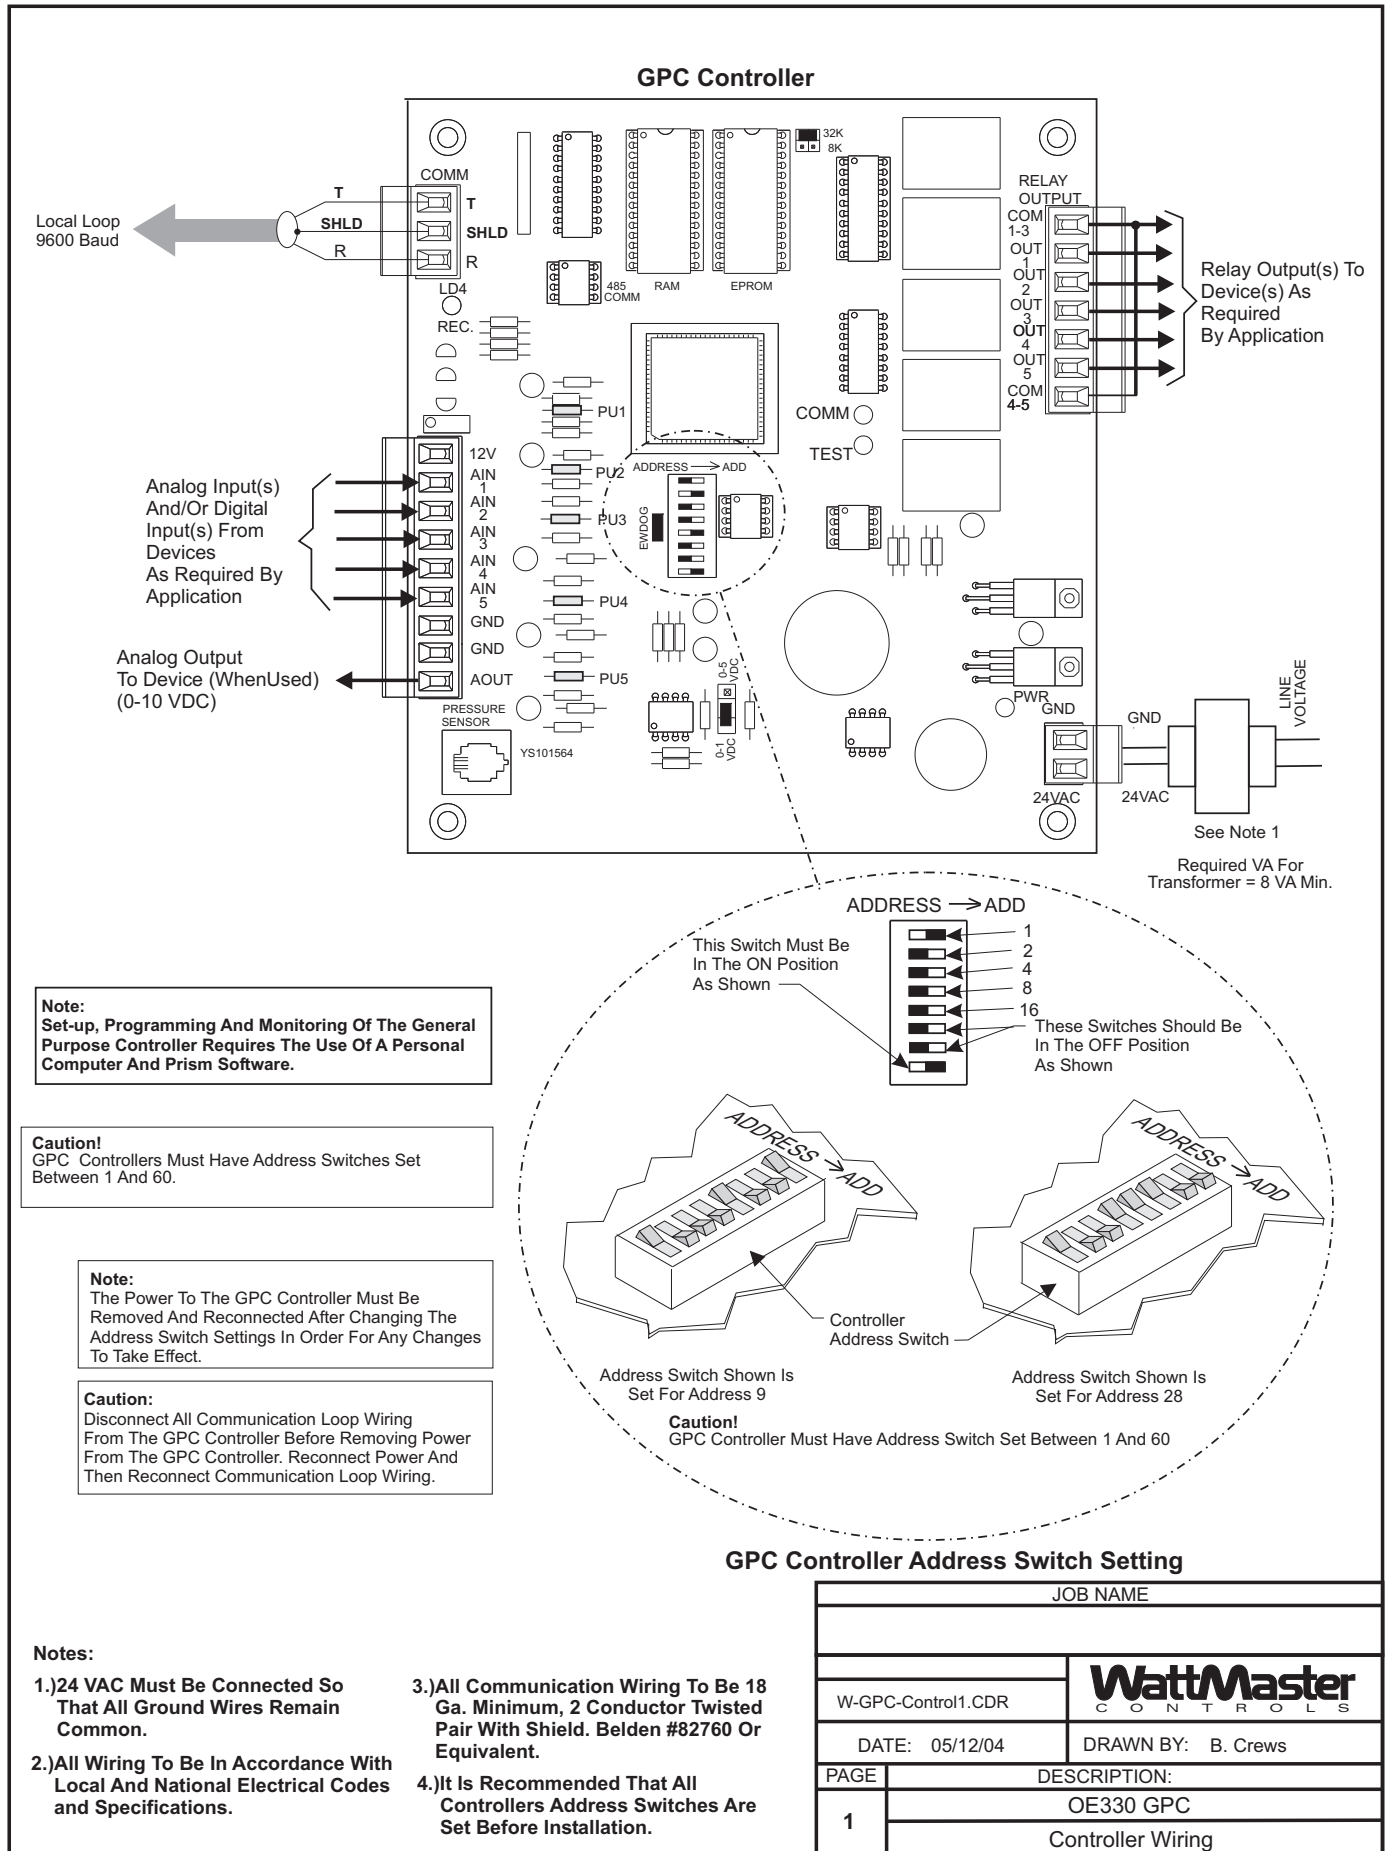 GPC Controller
COMM
T
T
SHLD
SHLD
R
R
Local Loop
9600 Baud
LD4
REC.
485
COMM
RAM
EPROM
32K
8K
RELAY
OUTPUT
COM
1-3
OUT
1
OUT
2
OUT
3
OUT
4
OUT
5
COM
4-5
Relay Output(s) To
Device(s) As
Required
By Application
COMM
TEST
PU1
PU2
PU3
PU4
PU5
ADDRESS
ADD
EWDOG
12V
AIN
1
AIN
2
AIN
3
AIN
4
AIN
5
GND
GND
AOUT
Analog Input(s)
And/Or Digital
Input(s) From
Devices
As Required By
Application
Analog Output
To Device (WhenUsed)
(0-10 VDC)
PRESSURE
SENSOR
YS101564
0-5
VDC
0-1
VDC
PWR
GND
24VAC
GND
24VAC
LINE
VOLTAGE
See Note 1
Required VA For
Transformer = 8 VA Min.
ADDRESS
ADD
1
2
4
8
16
This Switch Must Be
In The ON Position
As Shown
These Switches Should Be
In The OFF Position
As Shown
ADDRESS
ADD
ADDRESS
ADD
Controller
Address Switch
Address Switch Shown Is
Set For Address 9
Address Switch Shown Is
Set For Address 28
Caution!
GPC Controller Must Have Address Switch Set Between 1 And 60
Note:
Set-up, Programming And Monitoring Of The General
Purpose Controller Requires The Use Of A Personal
Computer And Prism Software.
Caution!
GPC Controllers Must Have Address Switches Set
Between 1 And 60.
Note:
The Power To The GPC Controller Must Be
Removed And Reconnected After Changing The
Address Switch Settings In Order For Any Changes
To Take Effect.
Caution:
Disconnect All Communication Loop Wiring
From The GPC Controller Before Removing Power
From The GPC Controller. Reconnect Power And
Then Reconnect Communication Loop Wiring.
GPC Controller Address Switch Setting
Notes:
1.)24 VAC Must Be Connected So
That All Ground Wires Remain
Common.
2.)All Wiring To Be In Accordance With
Local And National Electrical Codes
and Specifications.
3.)All Communication Wiring To Be 18
Ga. Minimum, 2 Conductor Twisted
Pair With Shield. Belden #82760 Or
Equivalent.
4.)It Is Recommended That All
Controllers Address Switches Are
Set Before Installation.
JOB NAME
W-GPC-Control1.CDR
WattMaster
CONTROLS
DATE: 05/12/04
DRAWN BY: B. Crews
PAGE
DESCRIPTION:
1
OE330 GPC
Controller Wiring